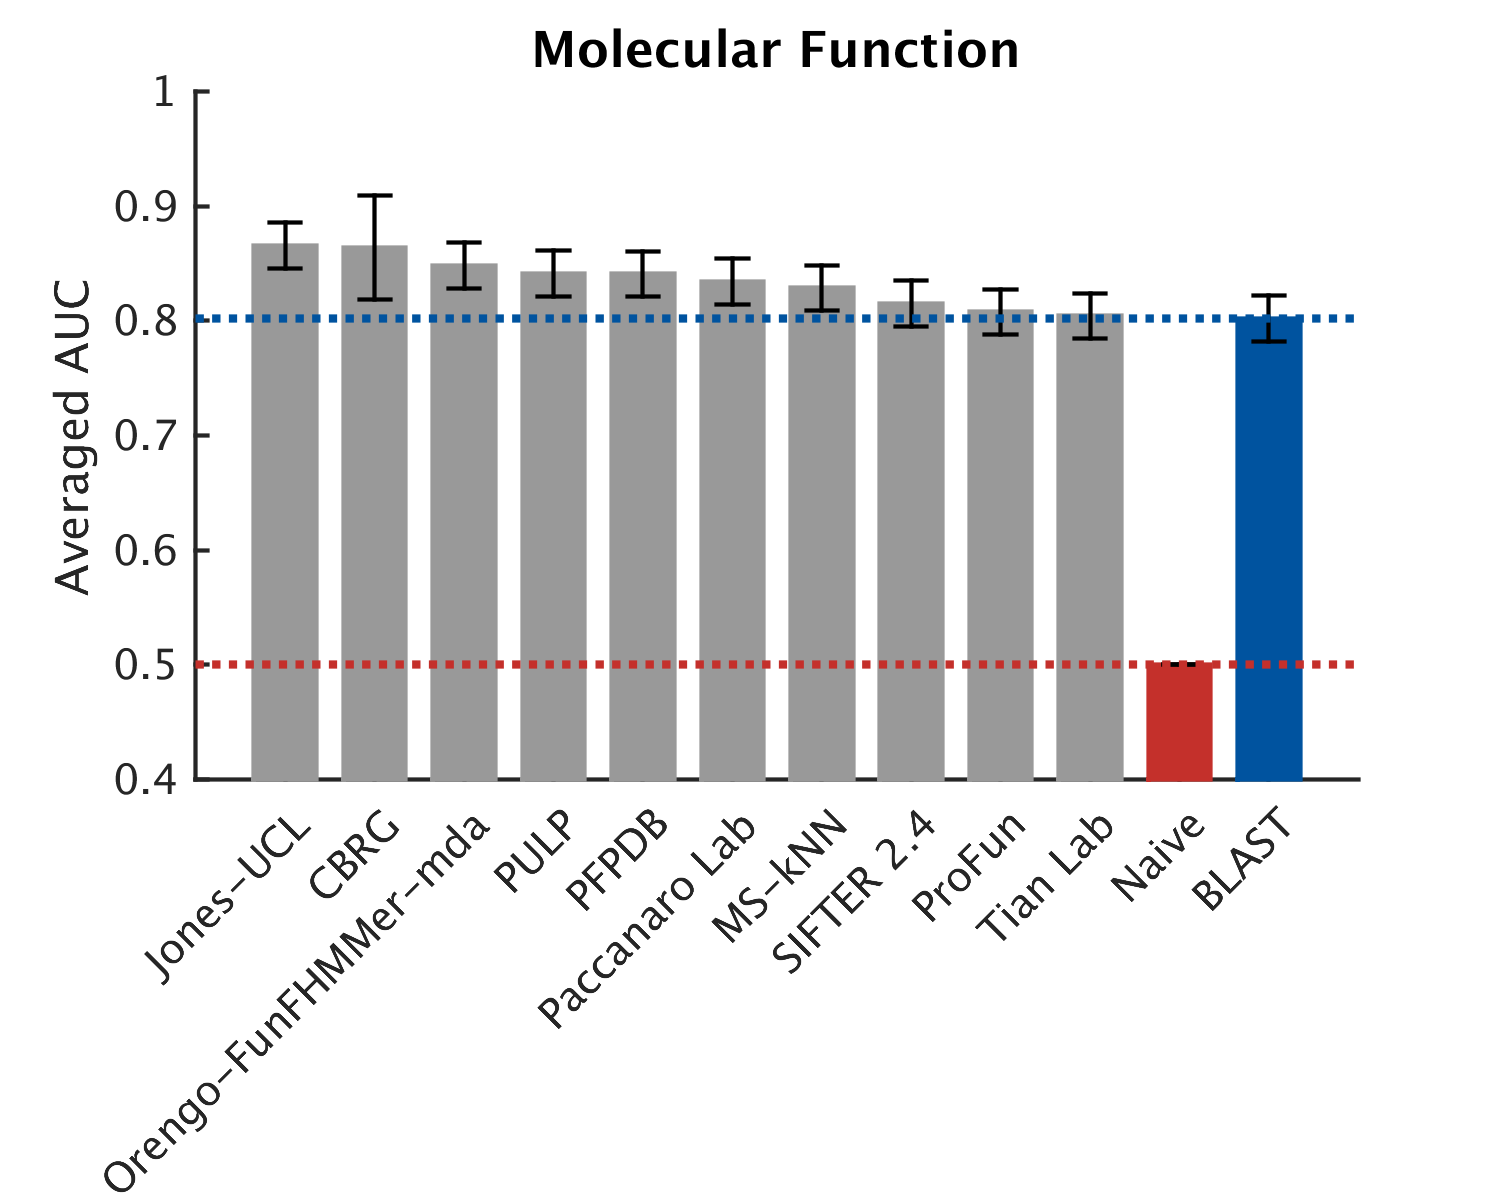 Molecular Function
Averaged AUC
1
0.9
0.8
0.7
0.6
0.5
0.4
Jones-UCL
CBRG
Orengo-FunFHMMer-mda
PULP
PFPDB
Paccanaro Lab
MS-kNN
SIFTER 2.4
ProFun
Tian Lab
Naive
BLAST